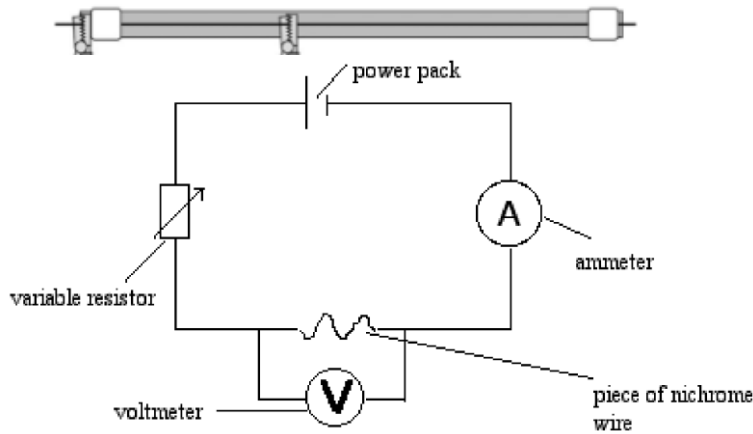 power pack
A
ammeter
variable resistor
V
voltmeter
piece of nichrome
wire